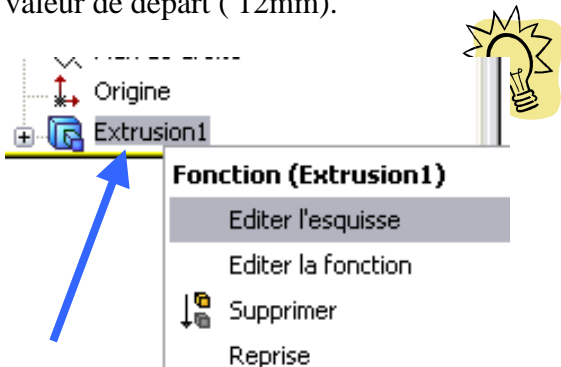 valeur de départ ( 12mm).
Origine
Extrusion1
Fonction (Extrusion1)
Editer l'esquisse
Editer la fonction
Supprimer
Reprise